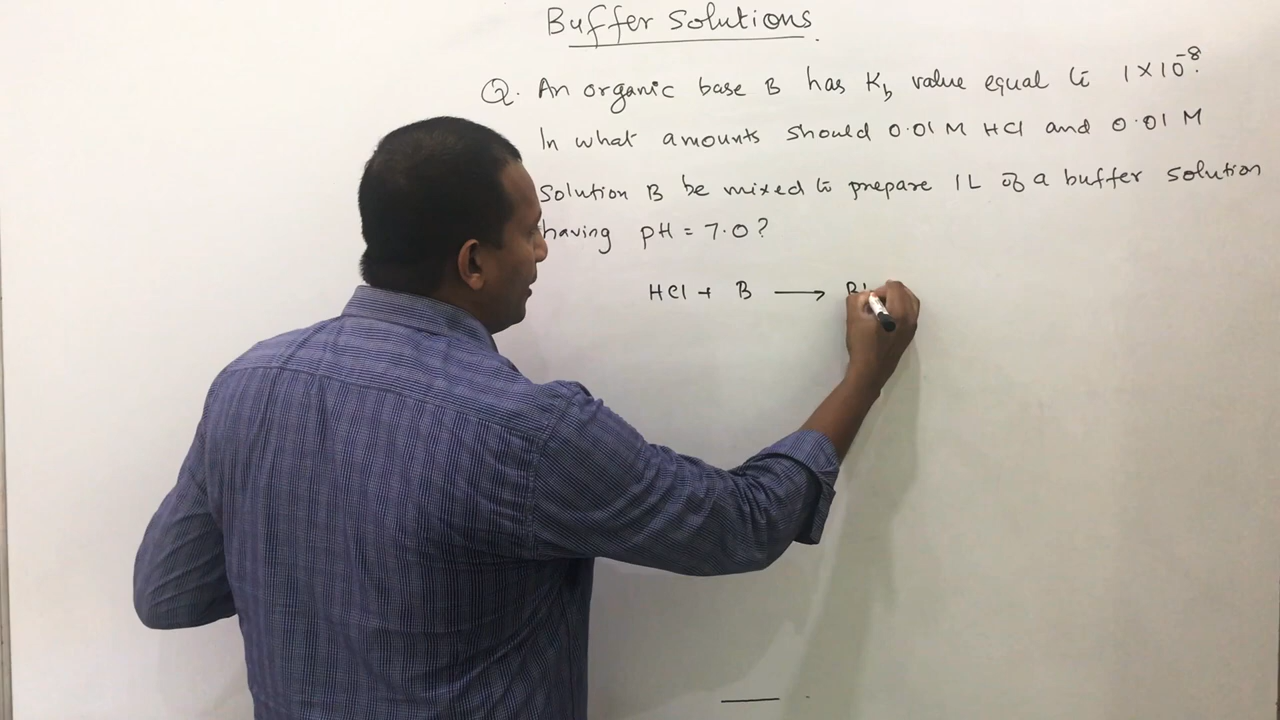 Buffer Solutions
Q. An organic base B has Kb value equal to 1 × 10⁻⁸.
In what amounts should 0.01 M HCl and 0.01 M
Solution B be mixed to prepare 1L of a buffer solution
having pH = 7.0?
HCl + B ⟶ B